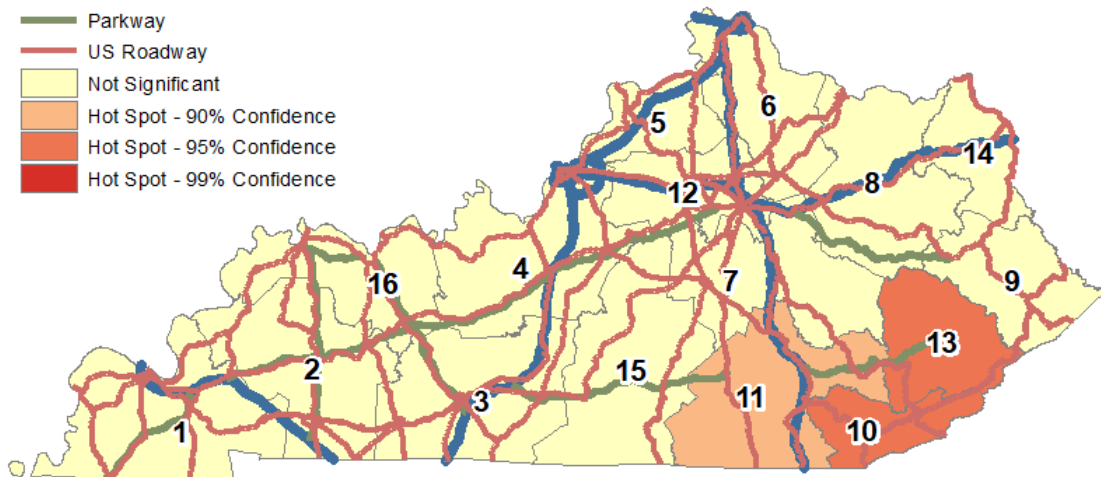 Parkway
US Roadway
Not Significant
Hot Spot - 90% Confidence
Hot Spot - 95% Confidence
Hot Spot - 99% Confidence
6
5
14
8
12
4
16
7
9
13
2
15
11
3
1
10